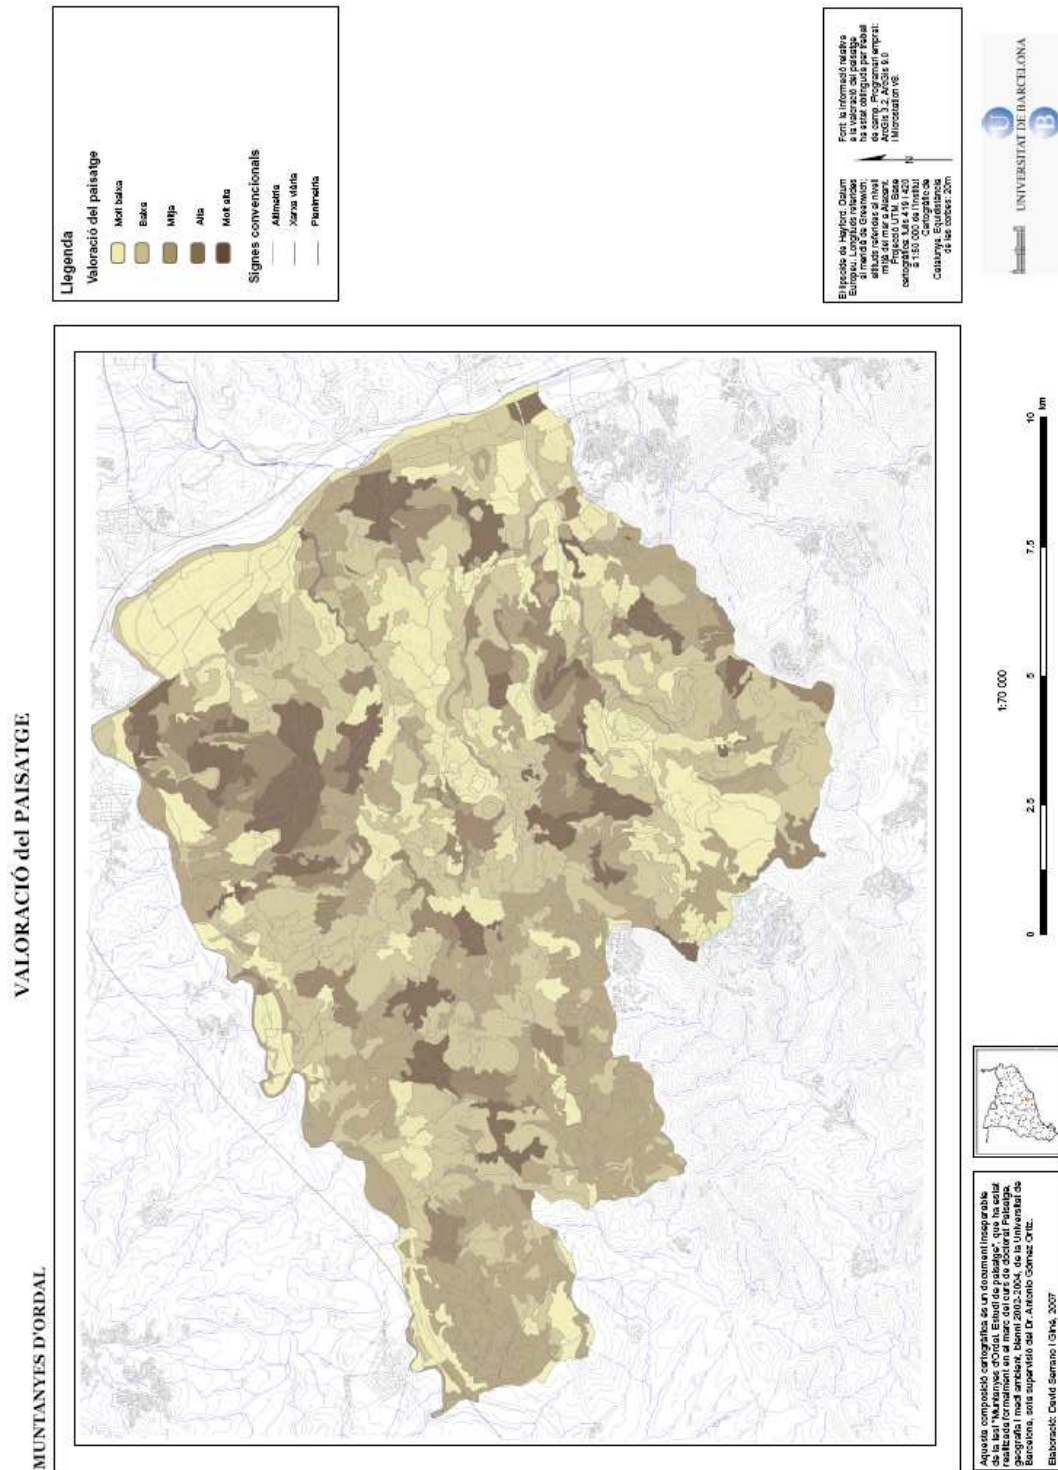 MUNTANYES D'ORDAL
VALORACIÓ del PAISATGE
Llegenda
Valoració del paisatge
Molt baixa
Baixa
Mitja
Alta
Molt alta
Signes convencionals
Altimetria
Xarxa viària
Planimetria
El·lipsoide de Hayford. Datum
Europeu. Longituds referides
al meridià de Greenwich;
altituds referides al nivell
mitjà del mar a Alacant.
Projecció UTM. Base
cartogràfica: fulls 419 i 420
a 1:50 000 de l'Institut
Cartogràfic de
Catalunya. Equidistància
de les corbes: 20m
N
Font: la informació relativa
a la valoració del paisatge
ha estat obtinguda per treball
de camp. Programari emprat:
ArcGis 3.2, ArcGis 9.0
i Microstation v8.
U
UNIVERSITAT DE BARCELONA
B
1:70 000
0 2.5 5 7.5 10 km
Aquesta composició cartogràfica és un document inseparable
de la tesi "Muntanyes d'Ordal. Estudi de paisatge", que ha estat
realitzada formalment en el marc del curs de doctorat Paisatge,
geografia i medi ambient, bienni 2002-2004, de la Universitat de
Barcelona, sota supervisió del Dr. Antonio Gómez Ortiz.
Elaboració: David Serrano i Giné, 2007